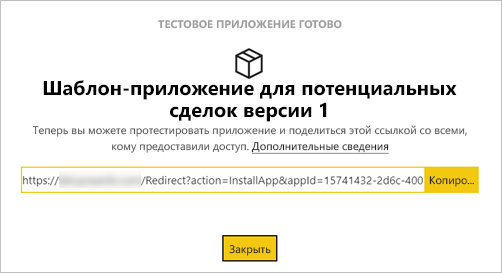 ТЕСТОВОЕ ПРИЛОЖЕНИЕ ГОТОВО
Шаблон-приложение для потенциальных
сделок версии 1
Теперь вы можете протестировать приложение и поделиться этой ссылкой со всеми,
кому предоставили доступ. Дополнительные сведения
https:// /Redirect?action=InstallApp&appId=15741432-2d6c-400 Копиро...
Закрыть